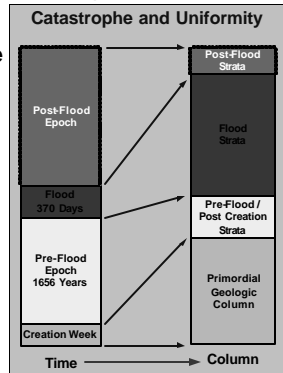 Catastrophe and Uniformity
e
Post-Flood
Epoch
Flood
370 Days
Pre-Flood
Epoch
1656 Years
Creation Week
Post-Flood
Strata
Flood
Strata
Pre-Flood /
Post Creation
Strata
Primordial
Geologic
Column
Time
Column